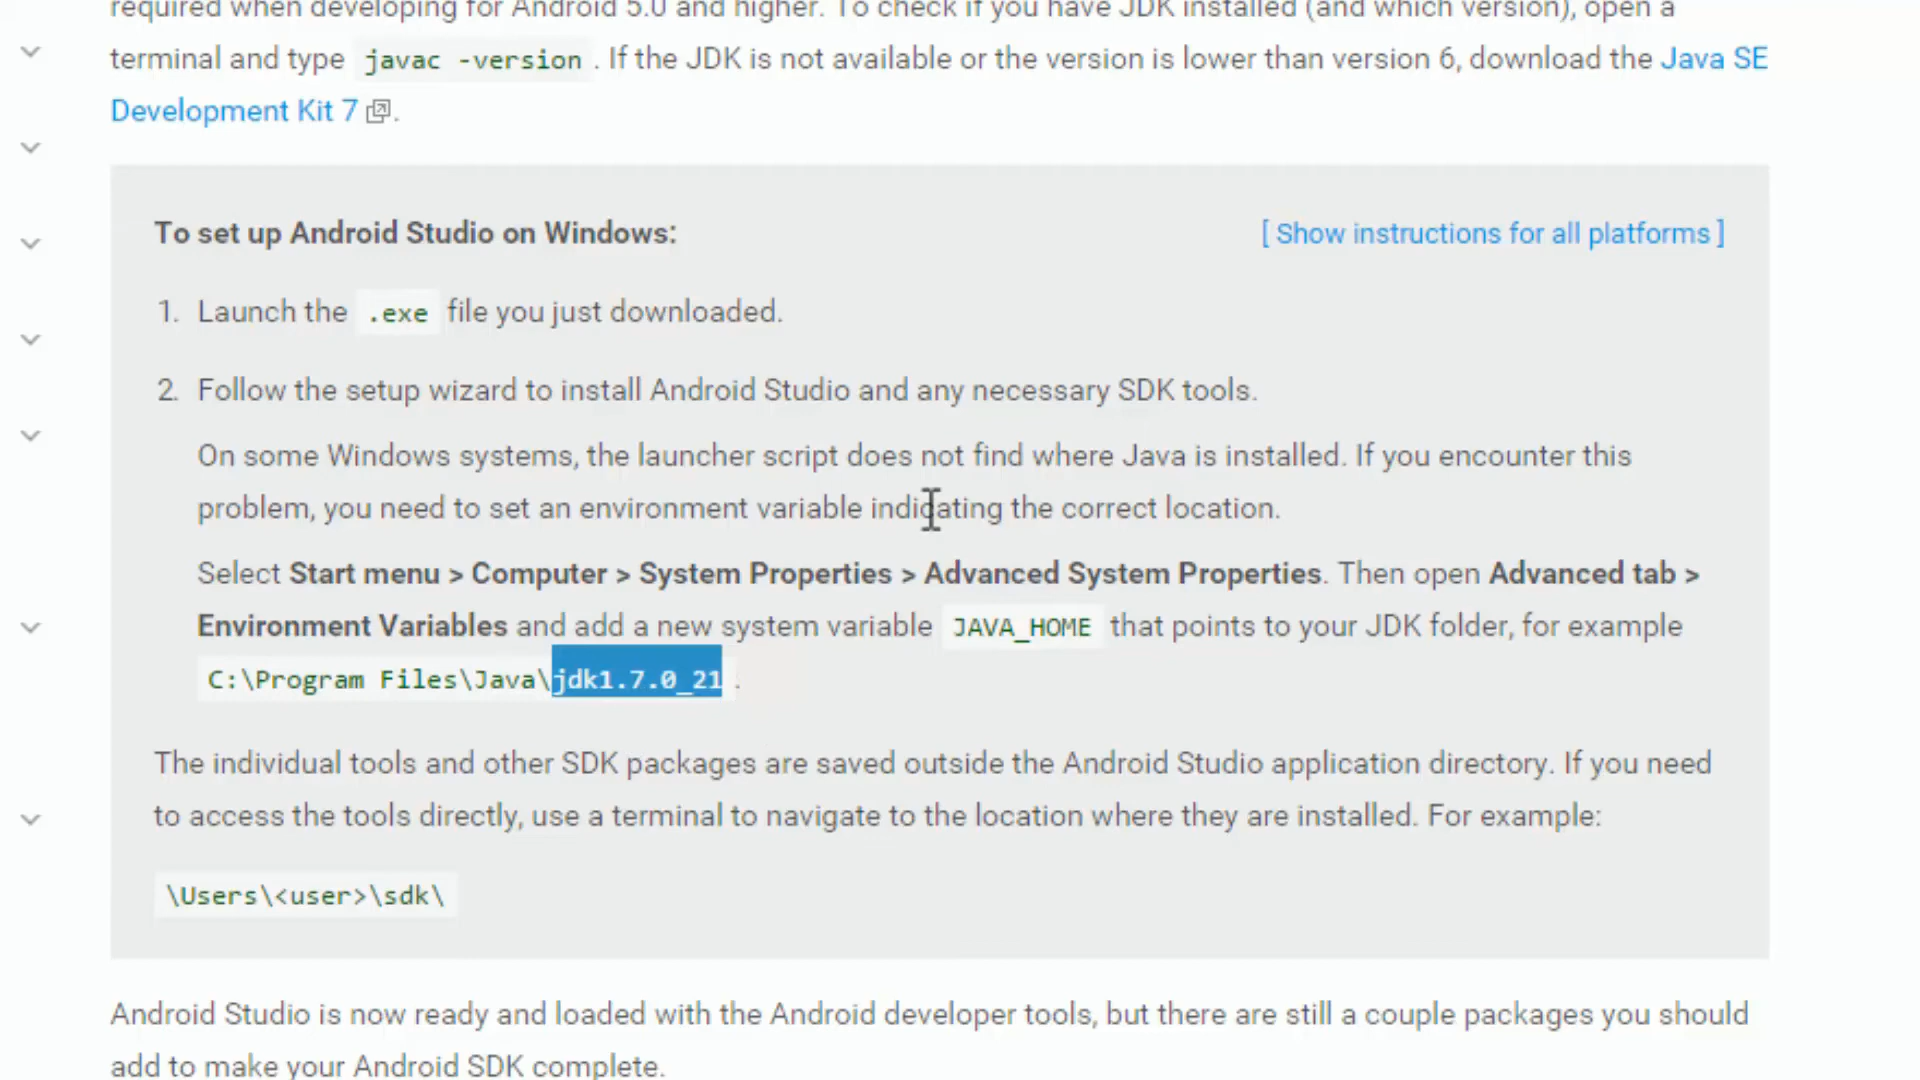 required when developing for Android 5.0 and higher. To check if you have JDK installed (and which version), open a
terminal and type javac -version . If the JDK is not available or the version is lower than version 6, download the Java SE
Development Kit 7 .
To set up Android Studio on Windows:
[ Show instructions for all platforms ]
1. Launch the .exe file you just downloaded.
2. Follow the setup wizard to install Android Studio and any necessary SDK tools.
On some Windows systems, the launcher script does not find where Java is installed. If you encounter this
problem, you need to set an environment variable indicating the correct location.
Select Start menu > Computer > System Properties > Advanced System Properties. Then open Advanced tab >
Environment Variables and add a new system variable JAVA_HOME that points to your JDK folder, for example
C:\Program Files\Java\jdk1.7.0_21 .
The individual tools and other SDK packages are saved outside the Android Studio application directory. If you need
to access the tools directly, use a terminal to navigate to the location where they are installed. For example:
\Users\<user>\sdk\
Android Studio is now ready and loaded with the Android developer tools, but there are still a couple packages you should
add to make your Android SDK complete.